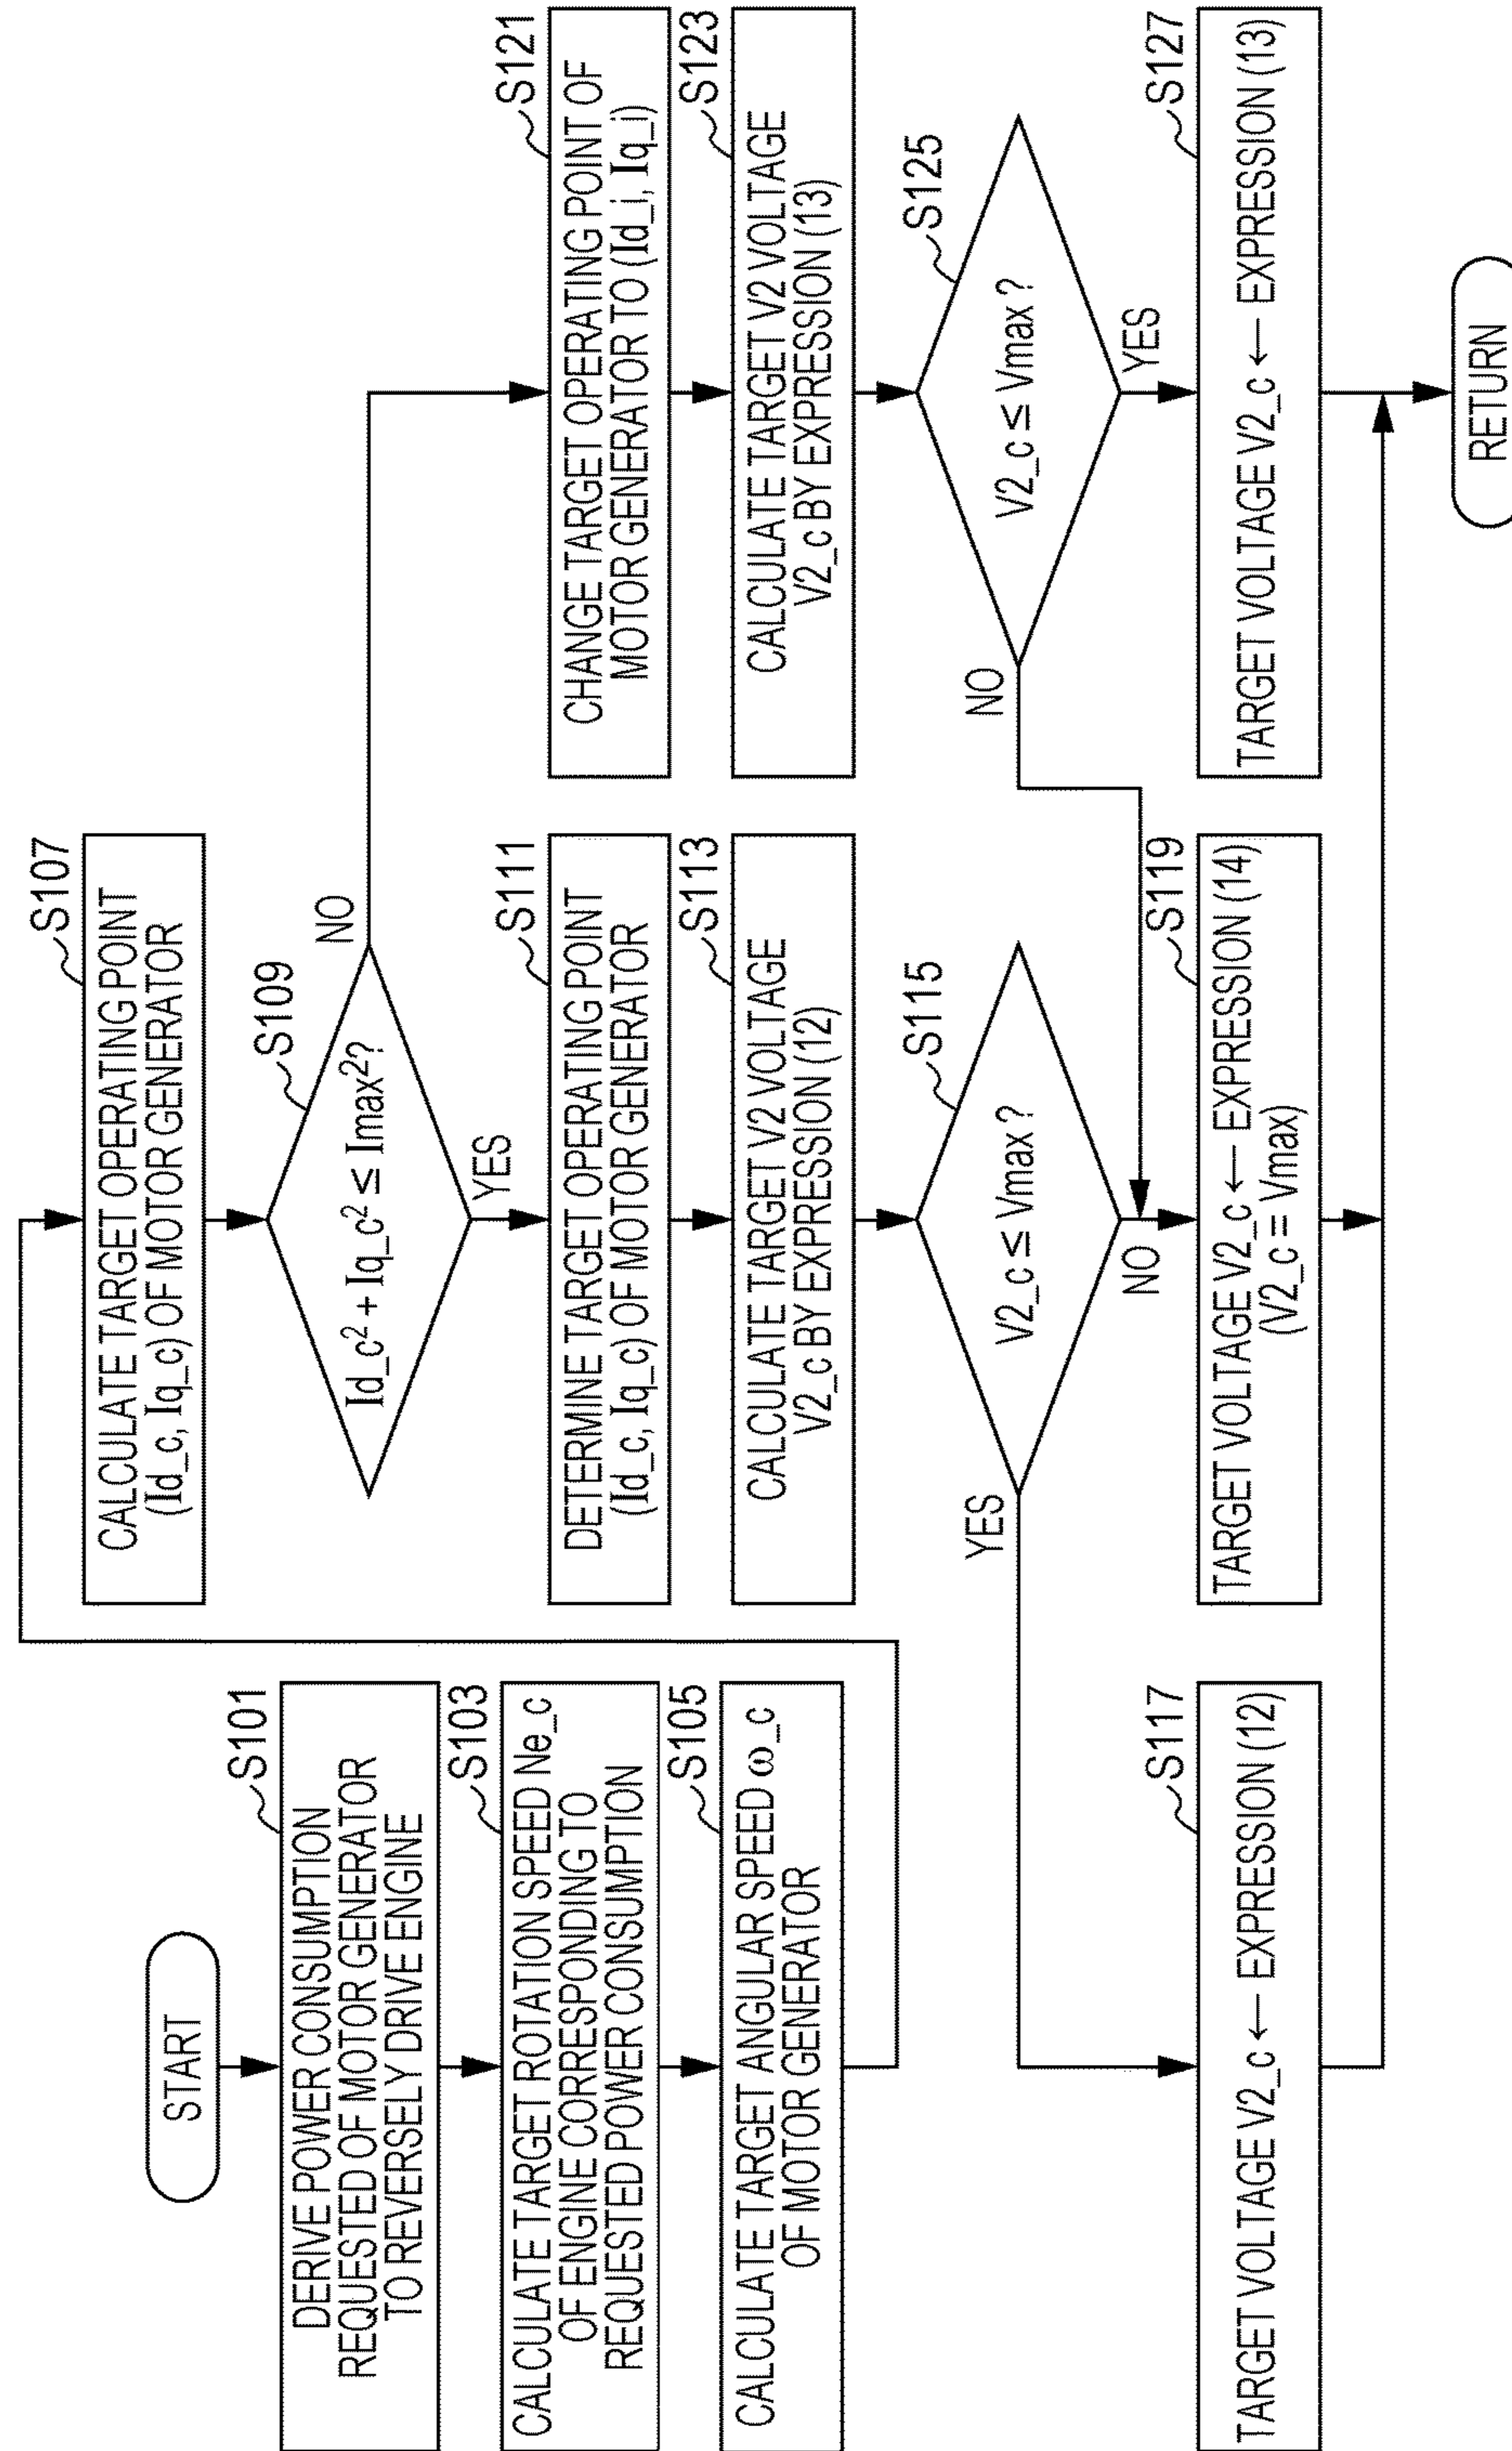 START
S101
DERIVE POWER CONSUMPTION
REQUESTED OF MOTOR GENERATOR
TO REVERSELY DRIVE ENGINE
S103
CALCULATE TARGET ROTATION SPEED Ne_c
OF ENGINE CORRESPONDING TO
REQUESTED POWER CONSUMPTION
S105
CALCULATE TARGET ANGULAR SPEED ω_c
OF MOTOR GENERATOR
S107
CALCULATE TARGET OPERATING POINT
(Id_c, Iq_c) OF MOTOR GENERATOR
S109
Id_c² + Iq_c² ≤ Imax²?
NO
YES
S111
DETERMINE TARGET OPERATING POINT
(Id_c, Iq_c) OF MOTOR GENERATOR
S113
CALCULATE TARGET V2 VOLTAGE
V2_c BY EXPRESSION (12)
S115
V2_c ≤ Vmax ?
YES
NO
S117
TARGET VOLTAGE V2_c ← EXPRESSION (12)
S119
TARGET VOLTAGE V2_c ← EXPRESSION (14)
(V2_c = Vmax)
S121
CHANGE TARGET OPERATING POINT OF
MOTOR GENERATOR TO (Id_i, Iq_i)
S123
CALCULATE TARGET V2 VOLTAGE
V2_c BY EXPRESSION (13)
S125
V2_c ≤ Vmax ?
NO
YES
S127
TARGET VOLTAGE V2_c ← EXPRESSION (13)
RETURN